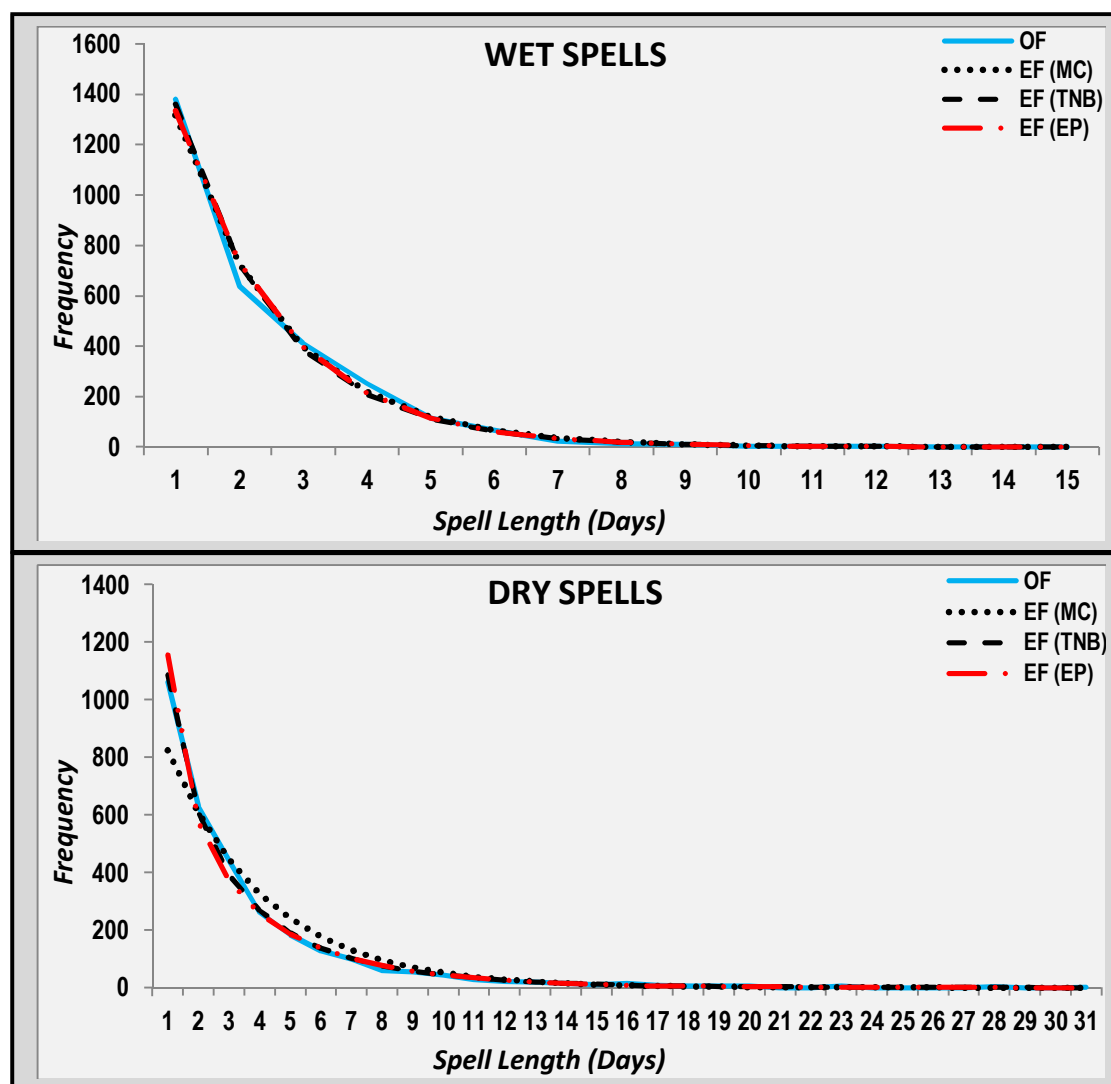 WET SPELLS
OF
EF (MC)
EF (TNB)
EF (EP)
Frequency
1600
1400
1200
1000
800
600
400
200
0
1 2 3 4 5 6 7 8 9 10 11 12 13 14 15
Spell Length (Days)
DRY SPELLS
OF
EF (MC)
EF (TNB)
EF (EP)
Frequency
1400
1200
1000
800
600
400
200
0
1 2 3 4 5 6 7 8 9 10 11 12 13 14 15 16 17 18 19 20 21 22 23 24 25 26 27 28 29 30 31
Spell Length (Days)